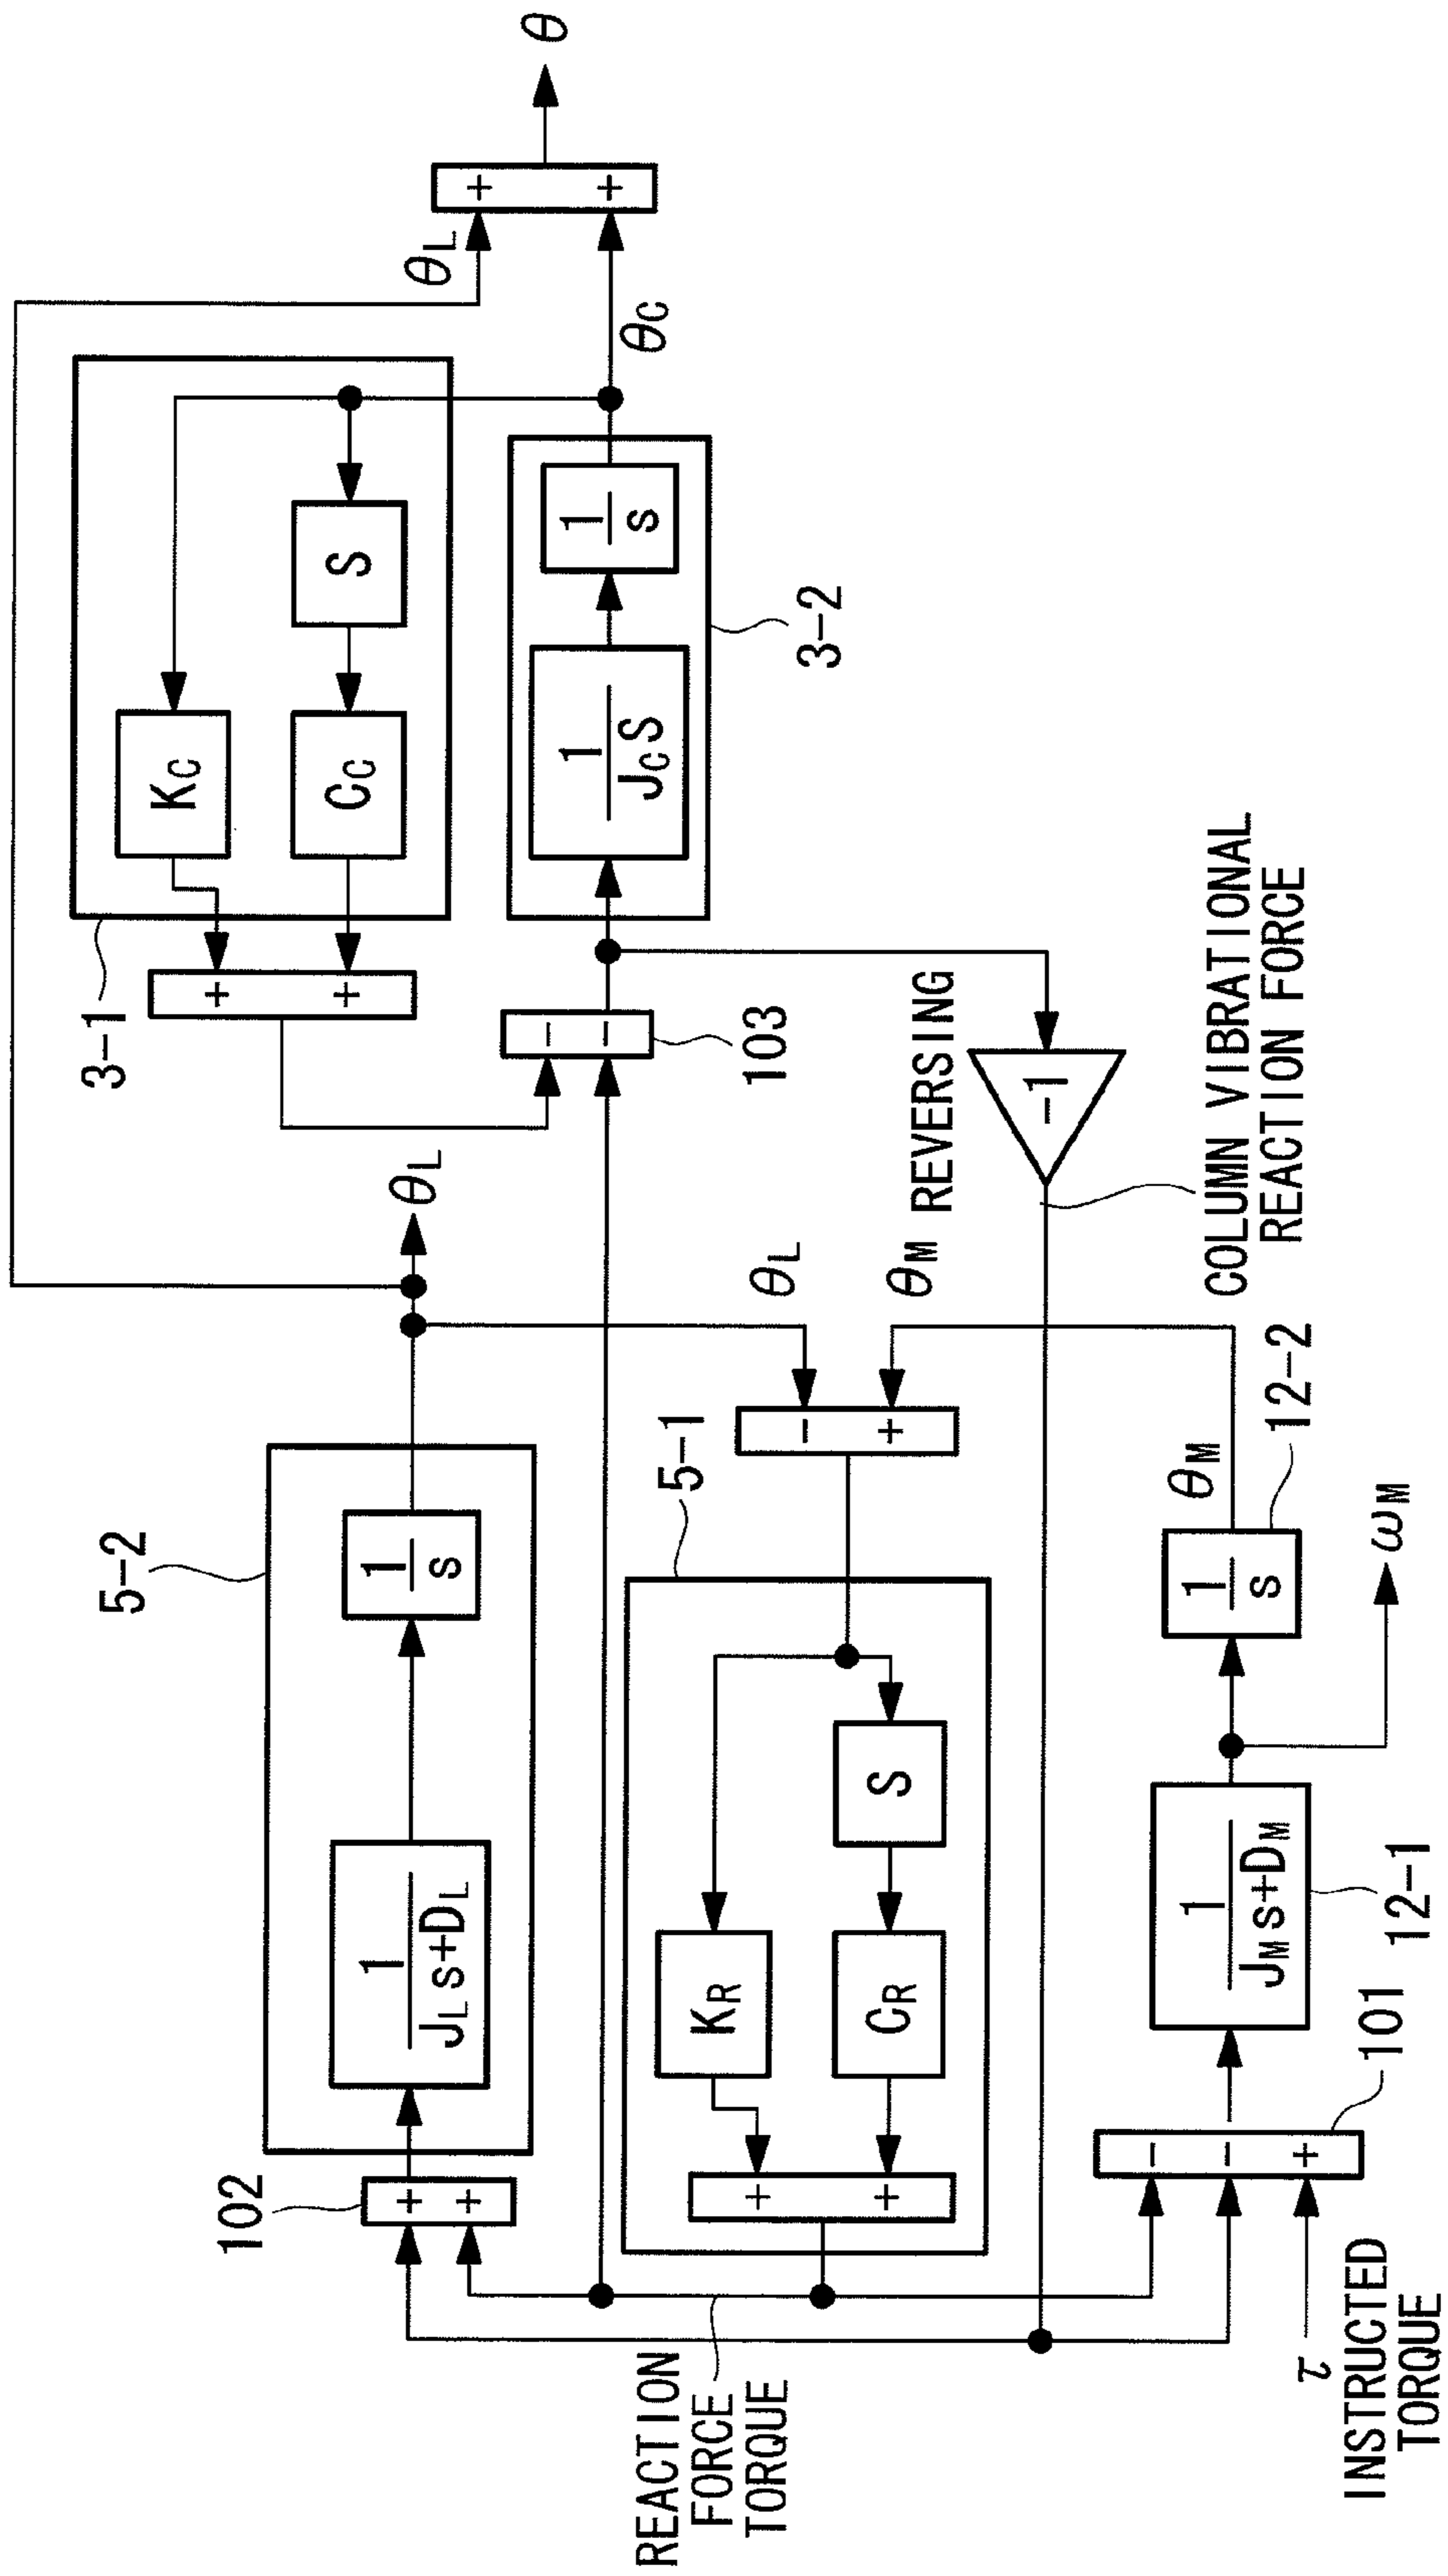 θ
θL
+
+
θC
KC
S
CC
3-1
+
+
1
JCS
1
s
3-2
-
-
103
θL
REVERSING
-1
COLUMN VIBRATIONAL
REACTION FORCE
5-2
1
JLs+DL
1
s
102
+
+
θL
θM
-
+
5-1
KR
S
CR
+
+
REACTION
FORCE
TORQUE
1
JMs+DM
12-1
1
s
θM
12-2
ωM
-
-
+
101
τ
INSTRUCTED
TORQUE